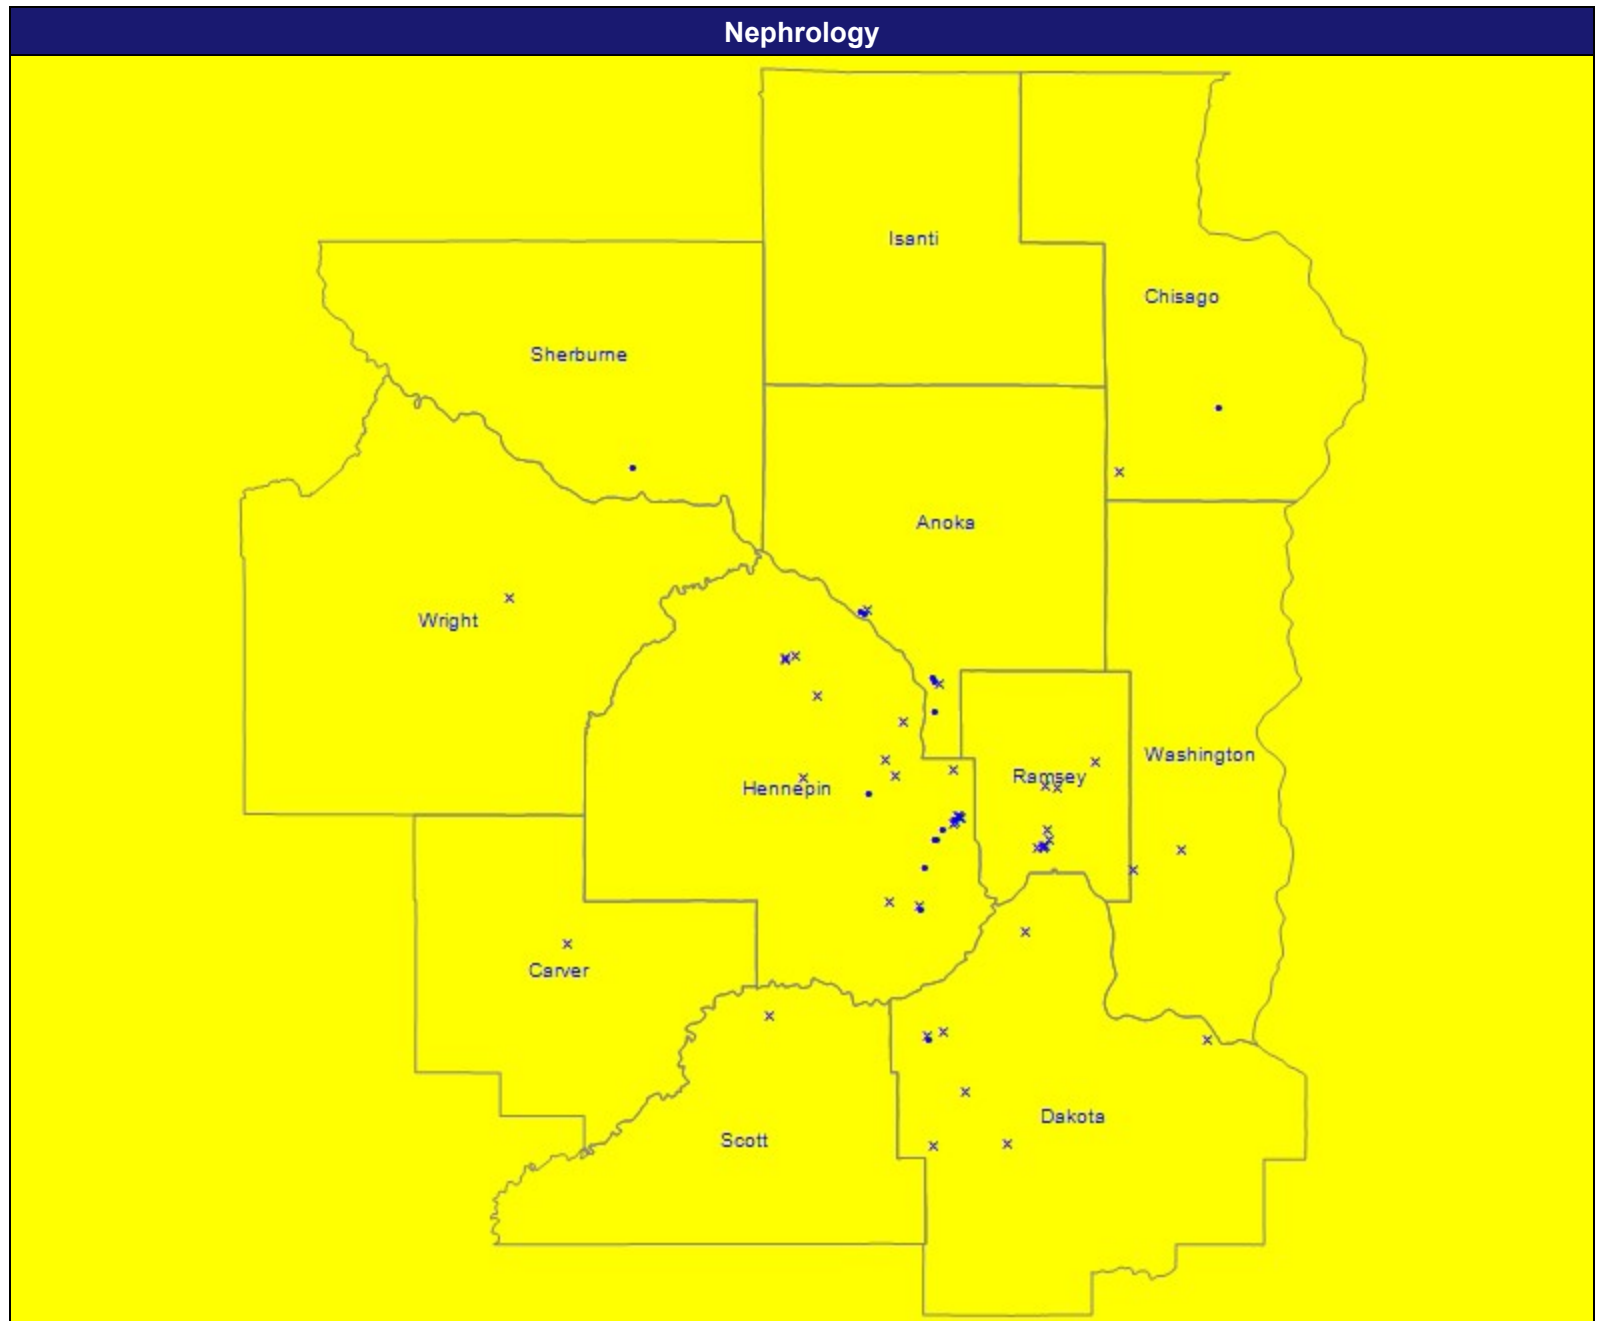 Nephrology
Isanti
Chisago
Sherburne
Anoka
Wright
Washington
Ramsey
Hennepin
Carver
Dakota
Scott